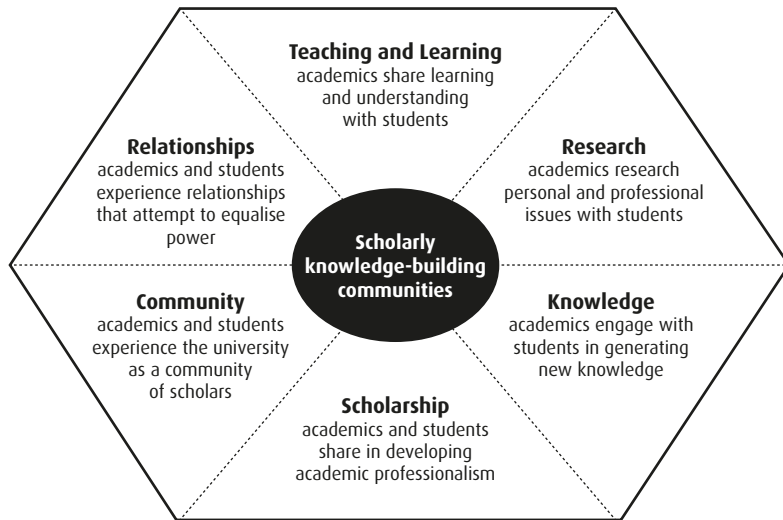 Teaching and Learning
academics share learning
and understanding
with students
Relationships
academics and students
experience relationships
that attempt to equalise
power
Research
academics research
personal and professional
issues with students
Scholarly
knowledge-building
communities
Community
academics and students
experience the university
as a community
of scholars
Knowledge
academics engage with
students in generating
new knowledge
Scholarship
academics and students
share in developing
academic professionalism